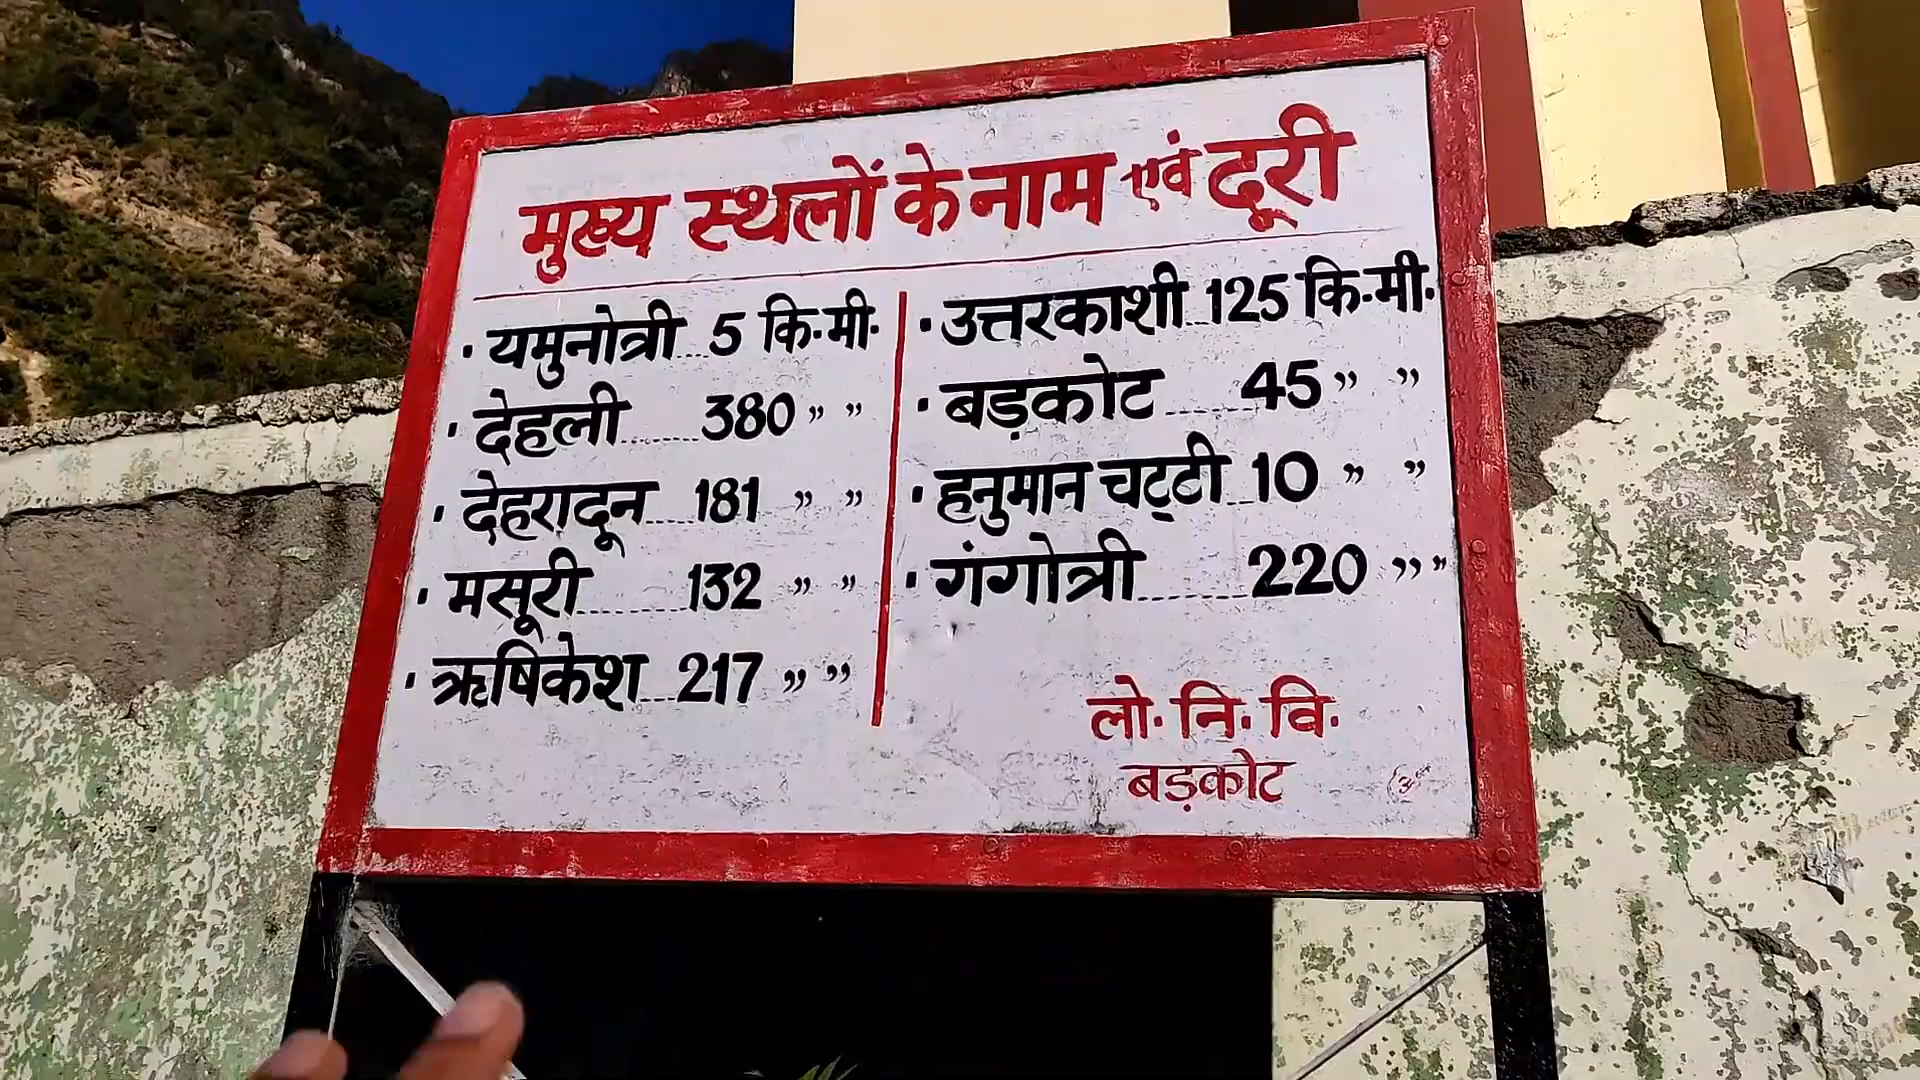 मुख्य स्थलों के नाम एवं दूरी
· यमुनोत्री....5 कि·मी·
· देहली........380 ,, ,,
· देहरादून.....181 ,, ,,
· मसूरी........132 ,, ,,
· ऋषिकेश...217 ,, ,,
· उत्तरकाशी...125 कि·मी·
· बड़कोट.......45 ,, ,,
· हनुमान चट्टी...10 ,, ,,
· गंगोत्री........220 ,, ,,
लो· नि· वि·
बड़कोट